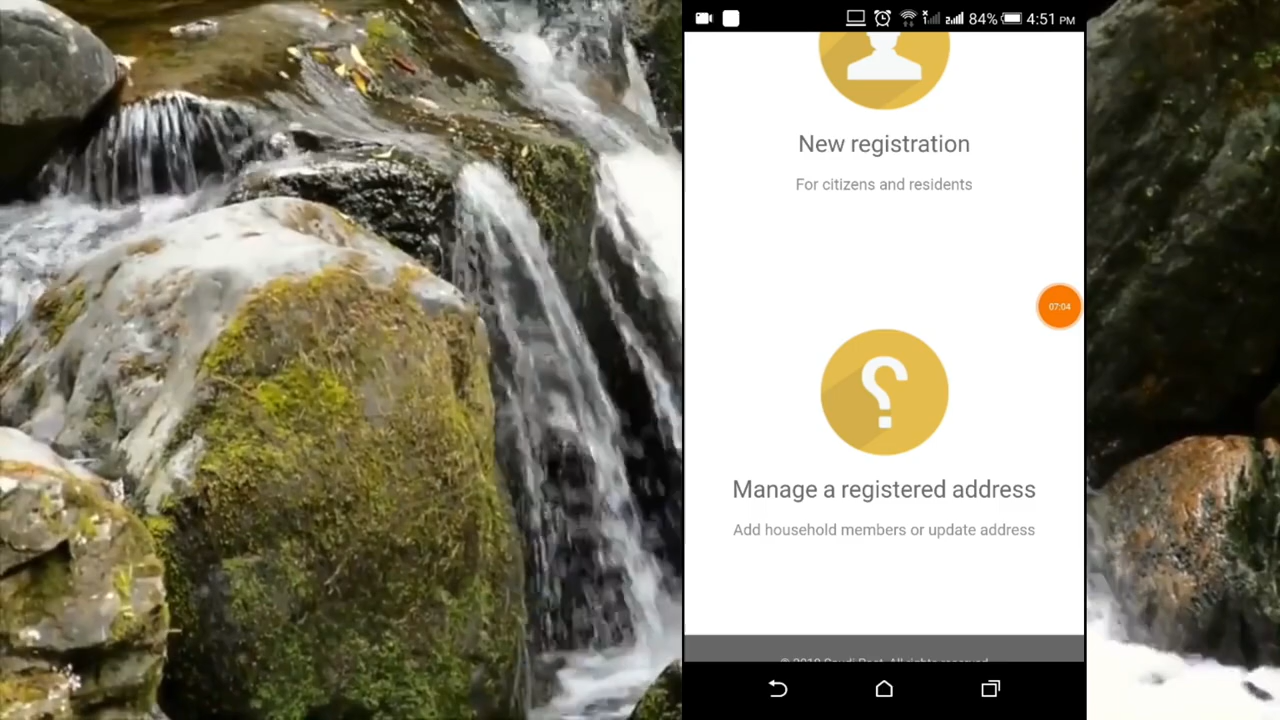 84% 4:51 PM
New registration
For citizens and residents
07:04
Manage a registered address
Add household members or update address